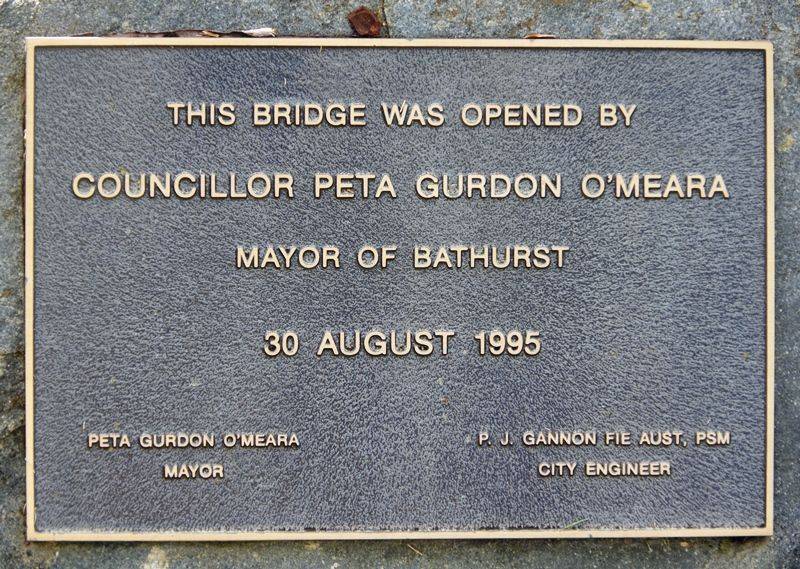 THIS BRIDGE WAS OPENED BY
COUNCILLOR PETA GURDON O'MEARA
MAYOR OF BATHURST
30 AUGUST 1995
PETA GURDON O'MEARA
MAYOR
P. J. GANNON FIE AUST, PSM
CITY ENGINEER